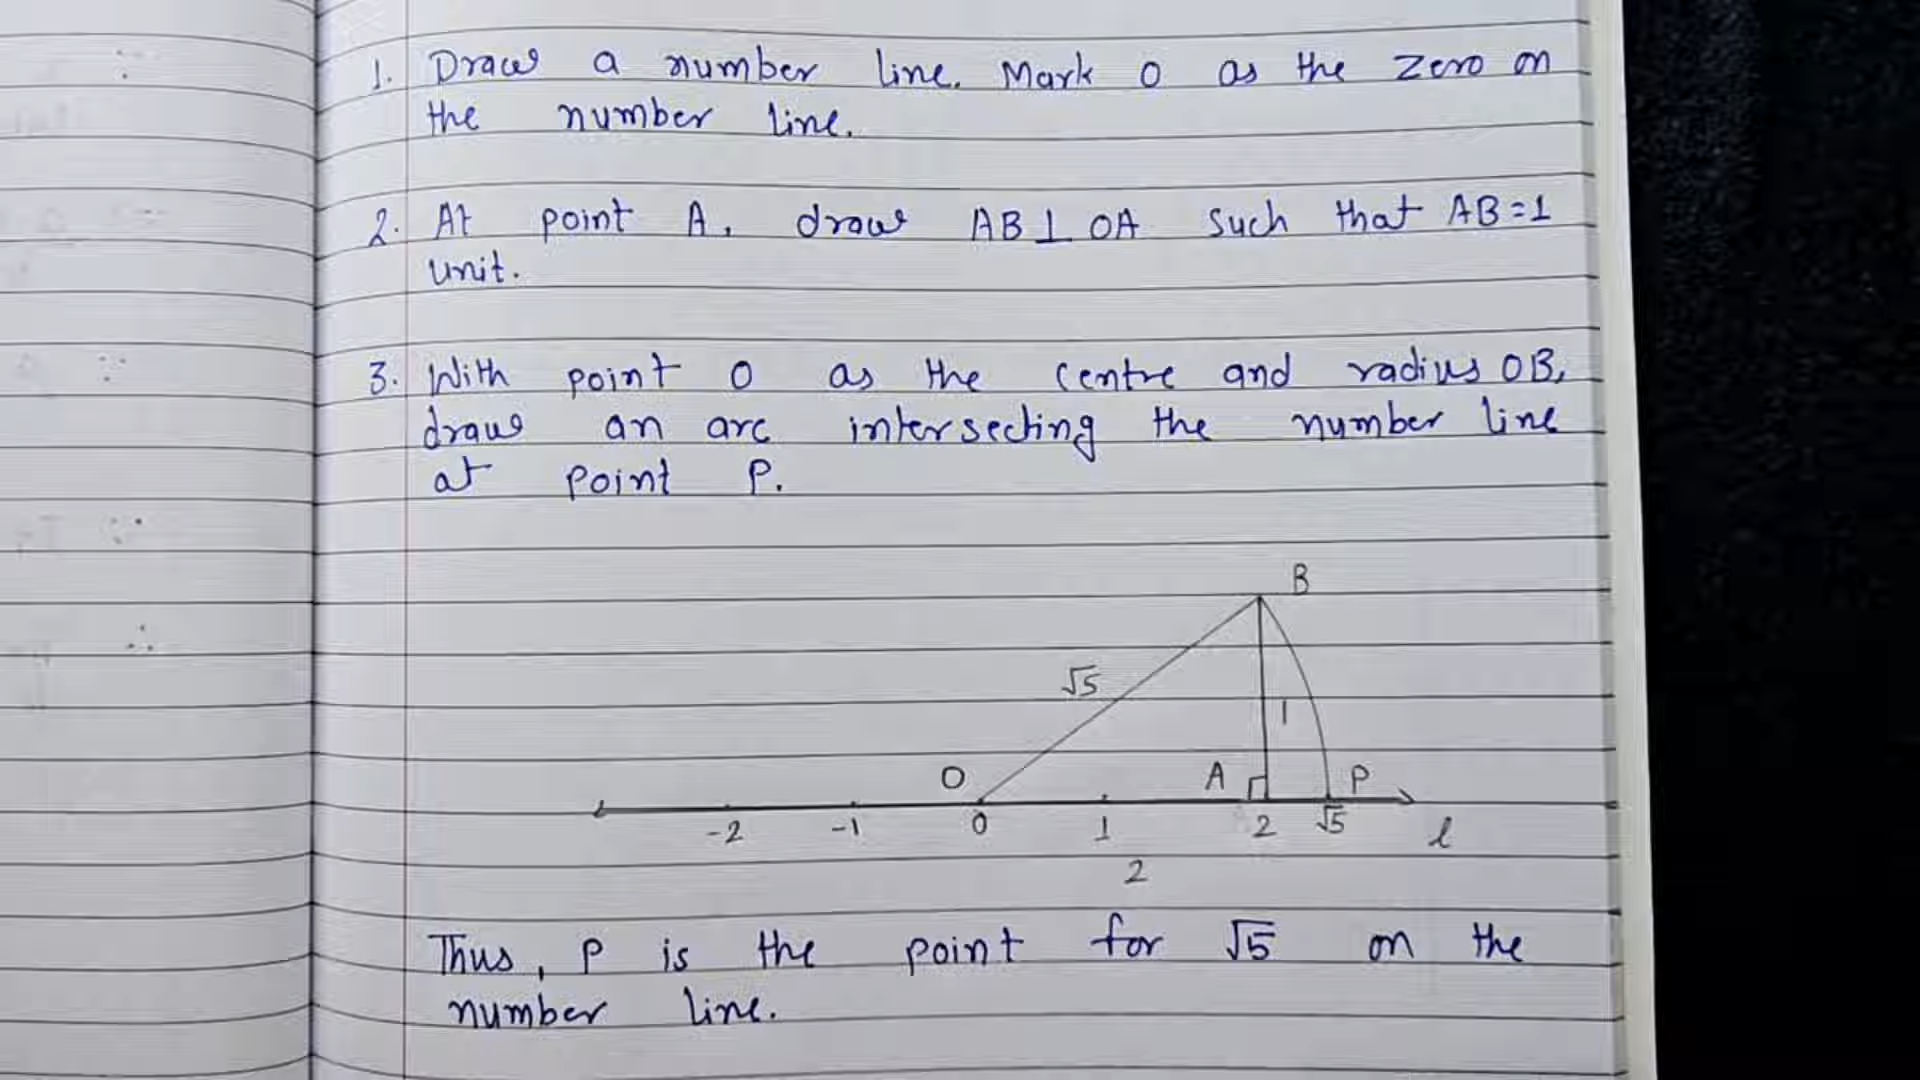 1. Draw a number line. Mark O as the zero on
the number line.
2. At point A, draw AB ⊥ OA such that AB = 1
unit.
3. With point O as the centre and radius OB,
draw an arc intersecting the number line
at point P.
B
√5
1
O A P
-2 -1 0 1 2 √5 l
2
Thus, P is the point for √5 on the
number line.